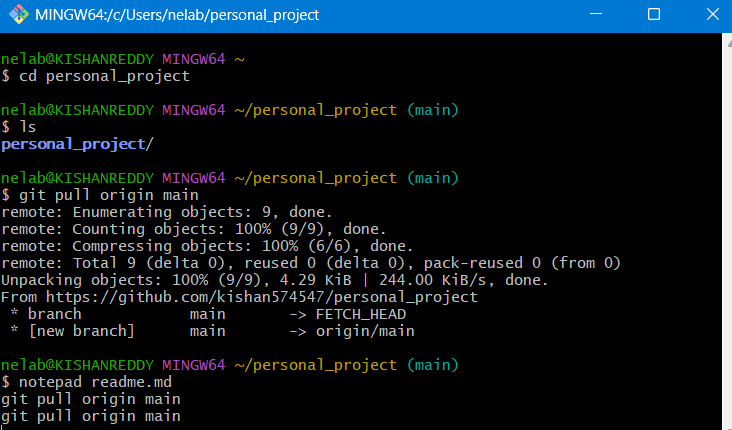 MINGW64:/c/Users/nelab/personal_project
nelab@KISHANREDDY MINGW64 ~
$ cd personal_project
nelab@KISHANREDDY MINGW64 ~/personal_project (main)
$ ls
personal_project/
nelab@KISHANREDDY MINGW64 ~/personal_project (main)
$ git pull origin main
remote: Enumerating objects: 9, done.
remote: Counting objects: 100% (9/9), done.
remote: Compressing objects: 100% (6/6), done.
remote: Total 9 (delta 0), reused 0 (delta 0), pack-reused 0 (from 0)
Unpacking objects: 100% (9/9), 4.29 KiB | 244.00 KiB/s, done.
From https://github.com/kishan574547/personal_project
 * branch            main       -> FETCH_HEAD
 * [new branch]      main       -> origin/main
nelab@KISHANREDDY MINGW64 ~/personal_project (main)
$ notepad readme.md
git pull origin main
git pull origin main